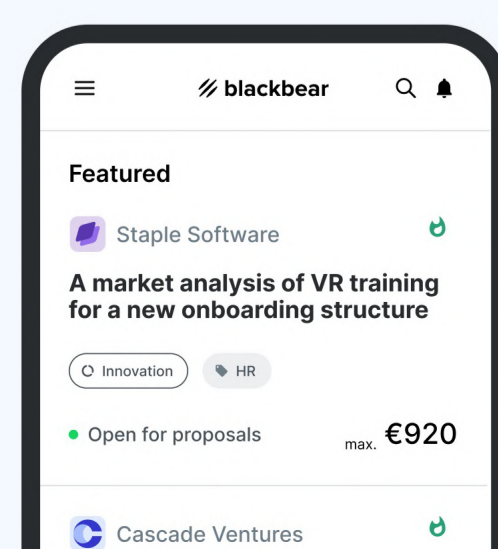 blackbear
Featured
Staple Software
A market analysis of VR training
for a new onboarding structure
Innovation
HR
Open for proposals
max. €920
Cascade Ventures